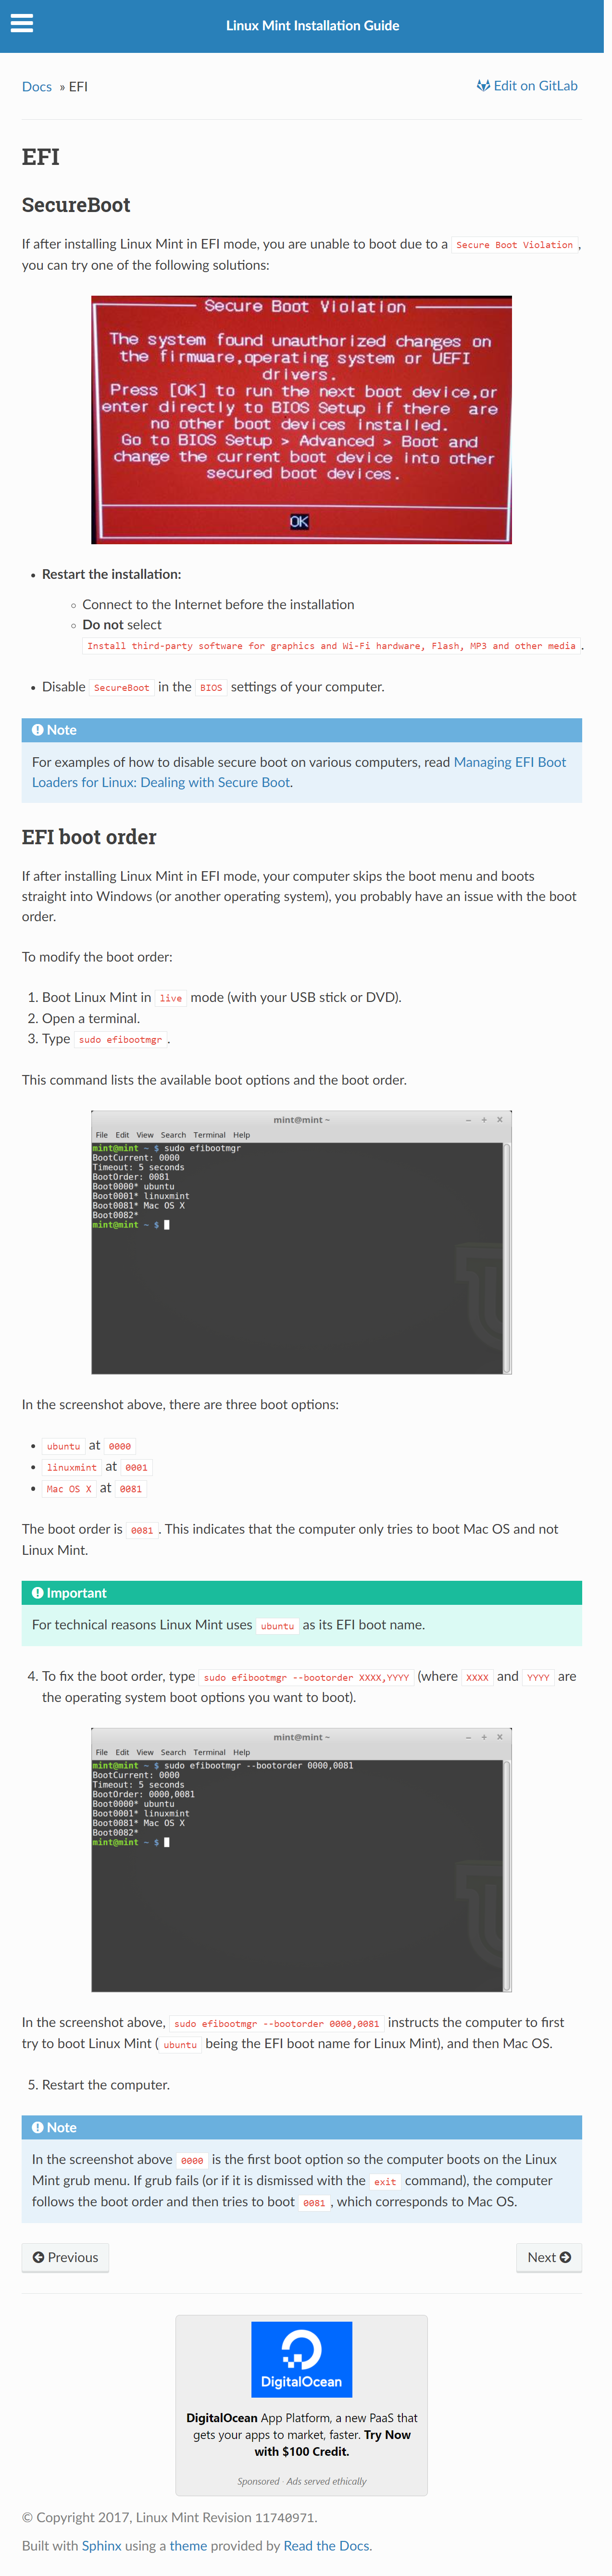 Linux Mint Installation Guide
Docs » EFI
Edit on GitLab
EFI
SecureBoot
If after installing Linux Mint in EFI mode, you are unable to boot due to a Secure Boot Violation ,
you can try one of the following solutions:
Secure Boot Violation
The system found unauthorized changes on
the firmware,operating system or UEFI
drivers.
Press [OK] to run the next boot device,or
enter directly to BIOS Setup if there are
no other boot devices installed.
Go to BIOS Setup > Advanced > Boot and
change the current boot device into other
secured boot devices.
OK
• Restart the installation:
◦ Connect to the Internet before the installation
◦ Do not select
Install third-party software for graphics and Wi-Fi hardware, Flash, MP3 and other media .
• Disable SecureBoot in the BIOS settings of your computer.
Note
For examples of how to disable secure boot on various computers, read Managing EFI Boot
Loaders for Linux: Dealing with Secure Boot.
EFI boot order
If after installing Linux Mint in EFI mode, your computer skips the boot menu and boots
straight into Windows (or another operating system), you probably have an issue with the boot
order.
To modify the boot order:
1. Boot Linux Mint in live mode (with your USB stick or DVD).
2. Open a terminal.
3. Type sudo efibootmgr .
This command lists the available boot options and the boot order.
mint@mint ~
File Edit View Search Terminal Help
mint@mint ~ $ sudo efibootmgr
BootCurrent: 0000
Timeout: 5 seconds
BootOrder: 0081
Boot0000* ubuntu
Boot0001* linuxmint
Boot0081* Mac OS X
Boot0082*
mint@mint ~ $
In the screenshot above, there are three boot options:
• ubuntu at 0000
• linuxmint at 0001
• Mac OS X at 0081
The boot order is 0081 . This indicates that the computer only tries to boot Mac OS and not
Linux Mint.
Important
For technical reasons Linux Mint uses ubuntu as its EFI boot name.
4. To fix the boot order, type sudo efibootmgr --bootorder XXXX,YYYY (where XXXX and YYYY are
the operating system boot options you want to boot).
mint@mint ~
File Edit View Search Terminal Help
mint@mint ~ $ sudo efibootmgr --bootorder 0000,0081
BootCurrent: 0000
Timeout: 5 seconds
BootOrder: 0000,0081
Boot0000* ubuntu
Boot0001* linuxmint
Boot0081* Mac OS X
Boot0082*
mint@mint ~ $
In the screenshot above, sudo efibootmgr --bootorder 0000,0081 instructs the computer to first
try to boot Linux Mint ( ubuntu being the EFI boot name for Linux Mint), and then Mac OS.
5. Restart the computer.
Note
In the screenshot above 0000 is the first boot option so the computer boots on the Linux
Mint grub menu. If grub fails (or if it is dismissed with the exit command), the computer
follows the boot order and then tries to boot 0081 , which corresponds to Mac OS.
Previous
Next
DigitalOcean
DigitalOcean App Platform, a new PaaS that
gets your apps to market, faster. Try Now
with $100 Credit.
Sponsored · Ads served ethically
© Copyright 2017, Linux Mint Revision 11740971.
Built with Sphinx using a theme provided by Read the Docs.